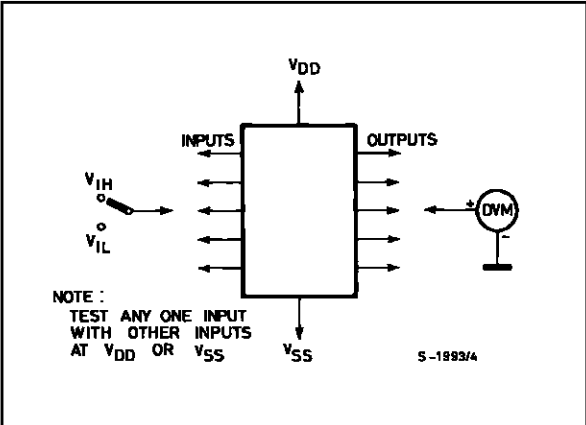 VDD
INPUTS
OUTPUTS
VIH
VIL
+
DVM
-
NOTE :
TEST ANY ONE INPUT
WITH OTHER INPUTS
AT VDD OR VSS
VSS
S-1993/4